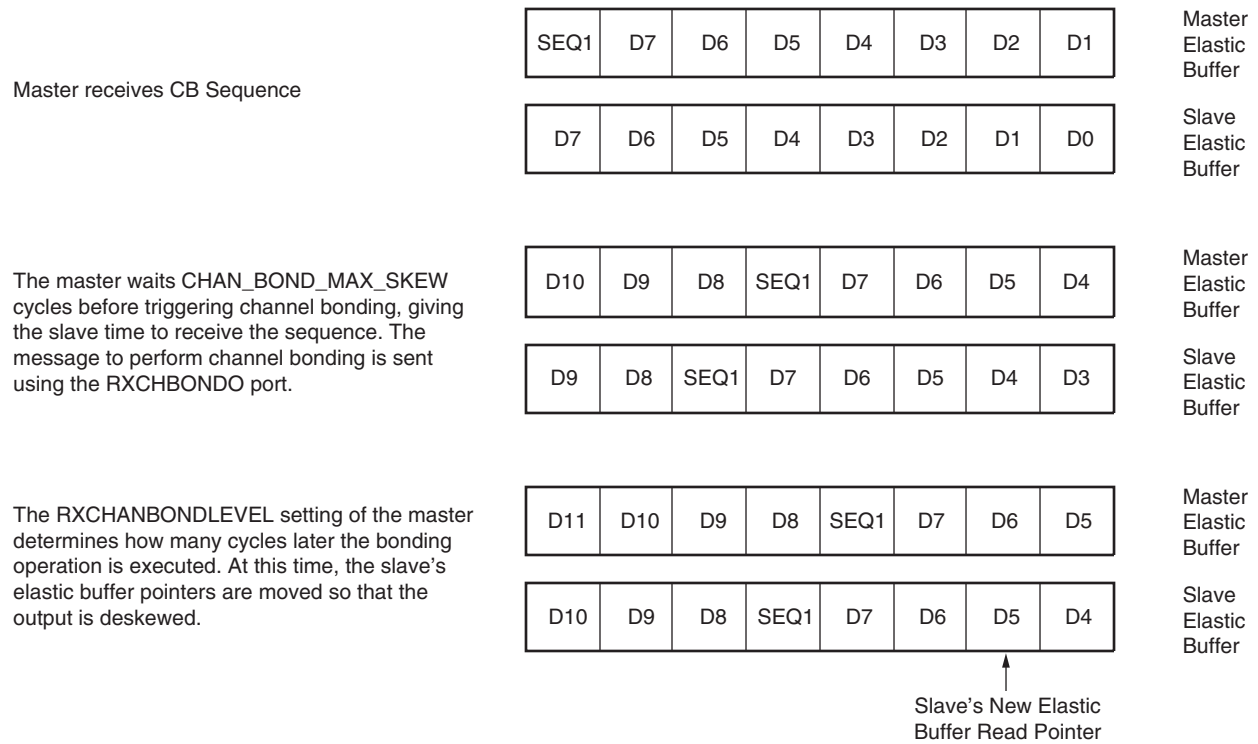 Master receives CB Sequence
SEQ1 D7 D6 D5 D4 D3 D2 D1
Master
Elastic
Buffer
D7 D6 D5 D4 D3 D2 D1 D0
Slave
Elastic
Buffer
The master waits CHAN_BOND_MAX_SKEW
cycles before triggering channel bonding, giving
the slave time to receive the sequence. The
message to perform channel bonding is sent
using the RXCHBONDO port.
D10 D9 D8 SEQ1 D7 D6 D5 D4
Master
Elastic
Buffer
D9 D8 SEQ1 D7 D6 D5 D4 D3
Slave
Elastic
Buffer
The RXCHANBONDLEVEL setting of the master
determines how many cycles later the bonding
operation is executed. At this time, the slave's
elastic buffer pointers are moved so that the
output is deskewed.
D11 D10 D9 D8 SEQ1 D7 D6 D5
Master
Elastic
Buffer
D10 D9 D8 SEQ1 D7 D6 D5 D4
Slave
Elastic
Buffer
Slave's New Elastic
Buffer Read Pointer